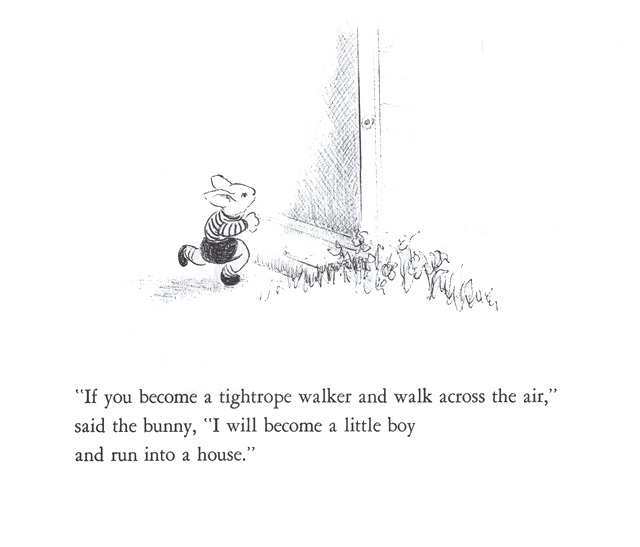 "If you become a tightrope walker and walk across the air,"
said the bunny, "I will become a little boy
and run into a house."